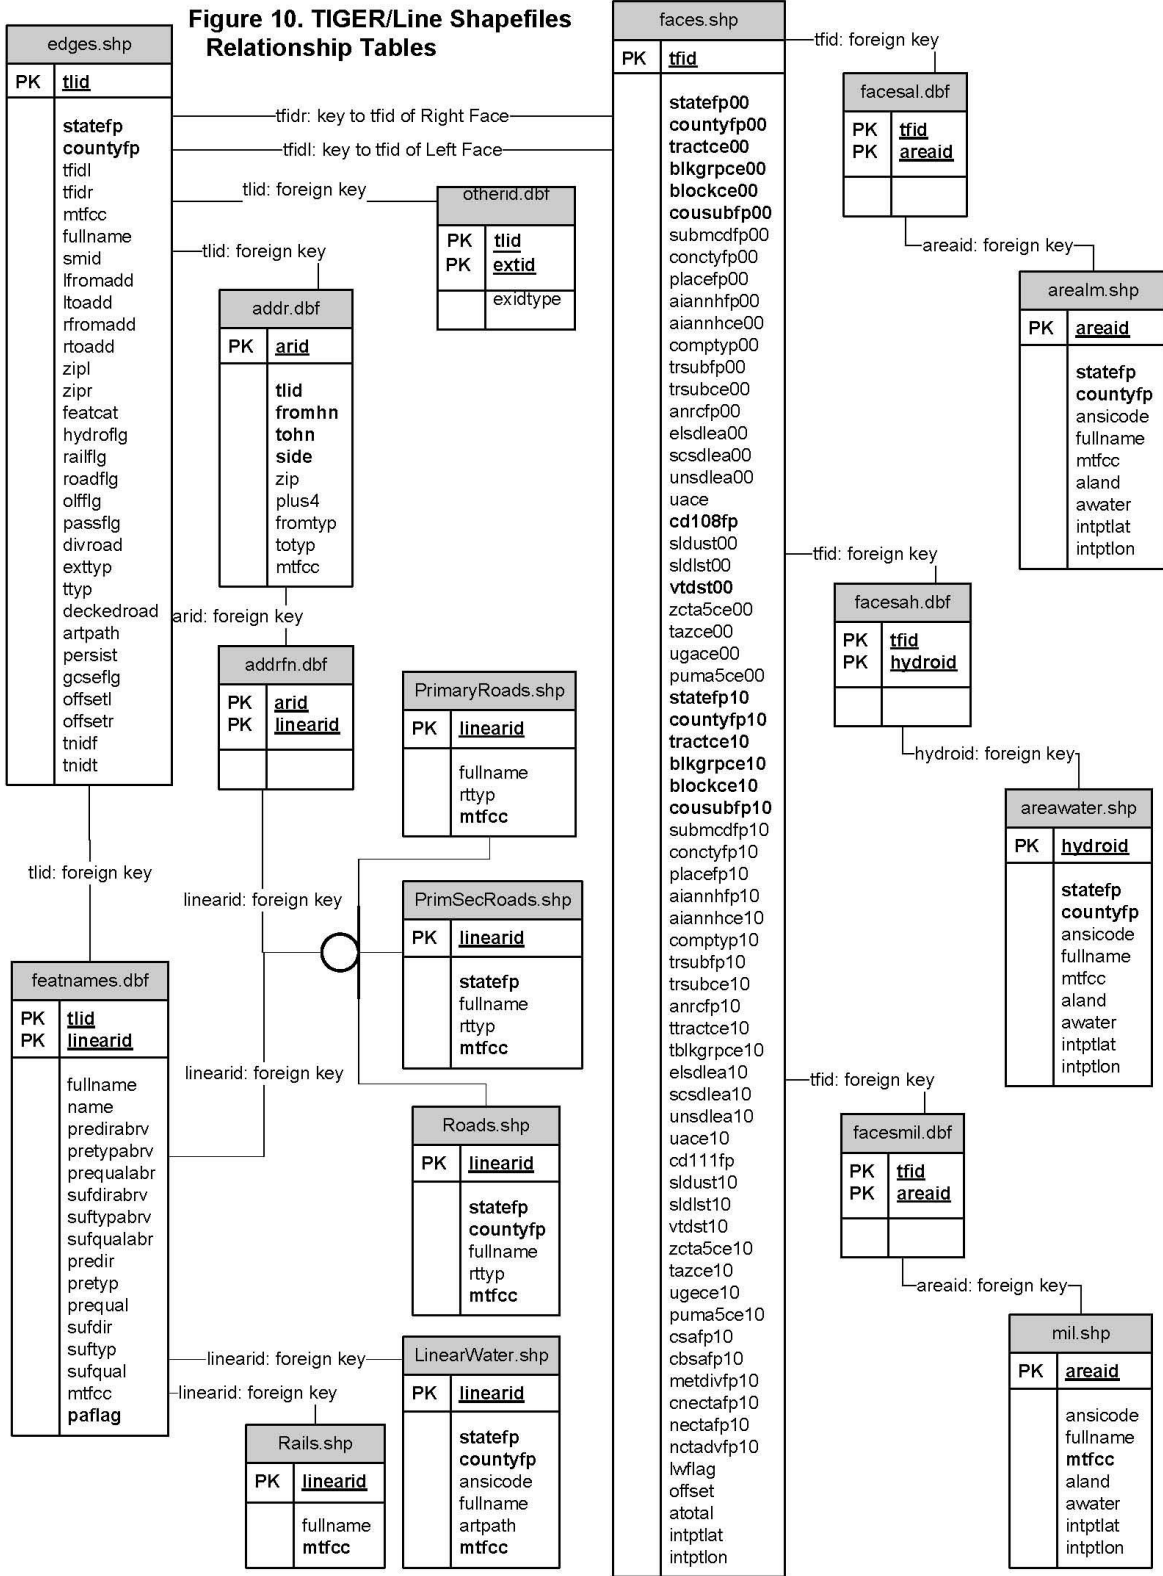 Figure 10. TIGER/Line Shapefiles
Relationship Tables
edges.shp
PK tlid
statefp
countyfp
tfidl
tfidr
mtfcc
fullname
smid
lfromadd
ltoadd
rfromadd
rtoadd
zipl
zipr
featcat
hydroflg
railflg
roadflg
olfflg
passflg
divroad
exttyp
ttyp
deckedroad
artpath
persist
gcseflg
offsetl
offsetr
tnidf
tnidt
tfidr: key to tfid of Right Face
tfidl: key to tfid of Left Face
tlid: foreign key
otherid.dbf
PK tlid
PK extid
exidtype
tlid: foreign key
addr.dbf
PK arid
tlid
fromhn
tohn
side
zip
plus4
fromtyp
totyp
mtfcc
arid: foreign key
addrfn.dbf
PK arid
PK linearid
linearid: foreign key
tlid: foreign key
featnames.dbf
PK tlid
PK linearid
fullname
name
predirabrv
pretypabrv
prequalabr
sufdirabrv
suftypabrv
sufqualabr
predir
pretyp
prequal
sufdir
suftyp
sufqual
mtfcc
paflag
linearid: foreign key
linearid: foreign key
linearid: foreign key
PrimaryRoads.shp
PK linearid
fullname
rttyp
mtfcc
PrimSecRoads.shp
PK linearid
statefp
fullname
rttyp
mtfcc
Roads.shp
PK linearid
statefp
countyfp
fullname
rttyp
mtfcc
LinearWater.shp
PK linearid
statefp
countyfp
ansicode
fullname
artpath
mtfcc
Rails.shp
PK linearid
fullname
mtfcc
faces.shp
PK tfid
statefp00
countyfp00
tractce00
blkgrpce00
blockce00
cousubfp00
submcdfp00
conctyfp00
placefp00
aiannhfp00
aiannhce00
comptyp00
trsubfp00
trsubce00
anrcfp00
elsdlea00
scsdlea00
unsdlea00
uace
cd108fp
sldust00
sldlst00
vtdst00
zcta5ce00
tazce00
ugace00
puma5ce00
statefp10
countyfp10
tractce10
blkgrpce10
blockce10
cousubfp10
submcdfp10
conctyfp10
placefp10
aiannhfp10
aiannhce10
comptyp10
trsubfp10
trsubce10
anrcfp10
ttractce10
tblkgrpce10
elsdlea10
scsdlea10
unsdlea10
uace10
cd111fp
sldust10
sldlst10
vtdst10
zcta5ce10
tazce10
ugece10
puma5ce10
csafp10
cbsafp10
metdivfp10
cnectafp10
nectafp10
nctadvfp10
lwflag
offset
atotal
intptlat
intptlon
tfid: foreign key
facesal.dbf
PK tfid
PK areaid
areaid: foreign key
arealm.shp
PK areaid
statefp
countyfp
ansicode
fullname
mtfcc
aland
awater
intptlat
intptlon
tfid: foreign key
facesah.dbf
PK tfid
PK hydroid
hydroid: foreign key
areawater.shp
PK hydroid
statefp
countyfp
ansicode
fullname
mtfcc
aland
awater
intptlat
intptlon
tfid: foreign key
facesmil.dbf
PK tfid
PK areaid
areaid: foreign key
mil.shp
PK areaid
ansicode
fullname
mtfcc
aland
awater
intptlat
intptlon